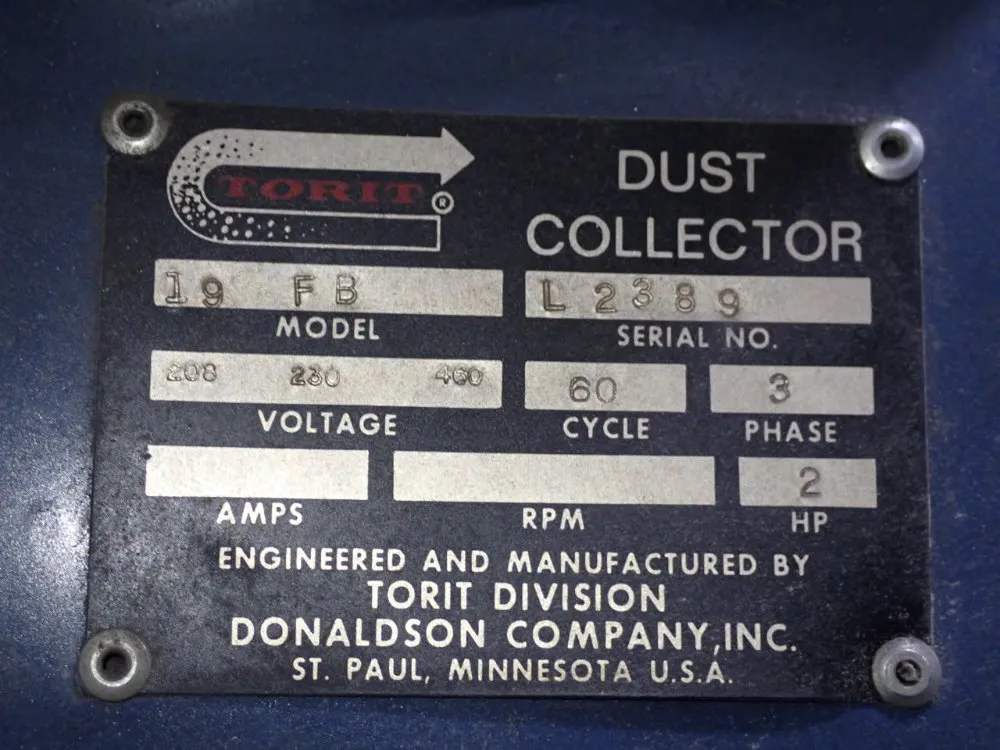 TORIT ®
DUST
COLLECTOR
19 FB
L 2389
MODEL
SERIAL NO.
208 230 460
60
3
VOLTAGE
CYCLE
PHASE
2
AMPS
RPM
HP
ENGINEERED AND MANUFACTURED BY
TORIT DIVISION
DONALDSON COMPANY, INC.
ST. PAUL, MINNESOTA U.S.A.